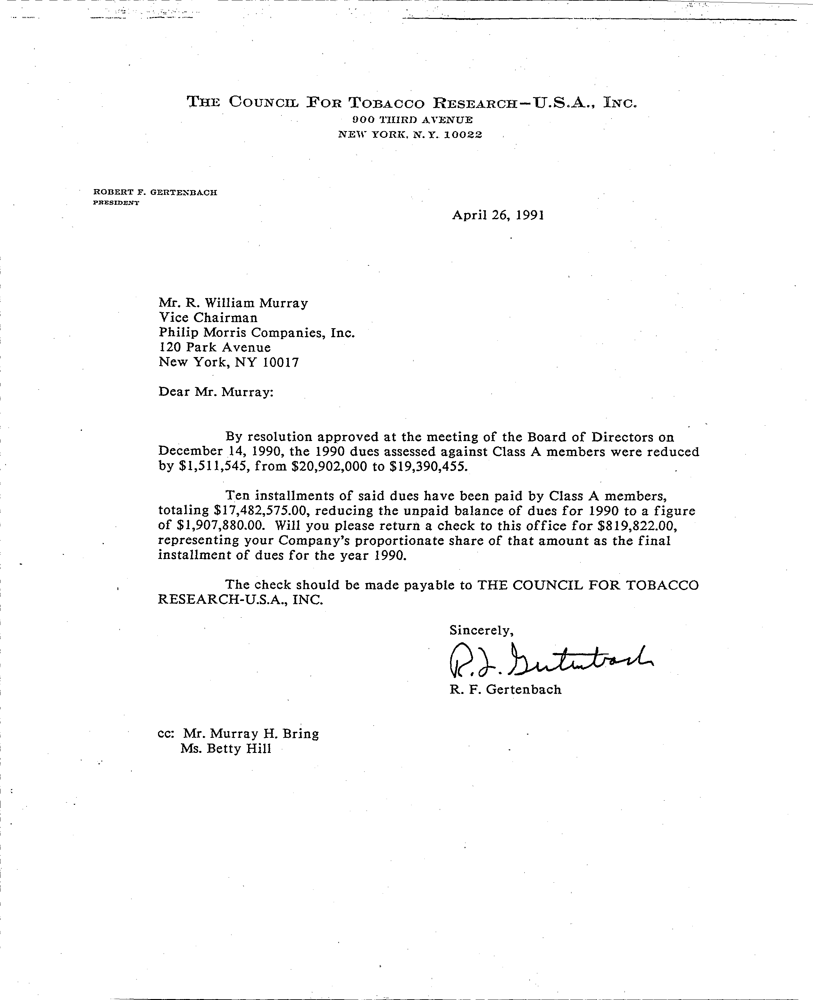 THE COUNCIL FOR TOBACCO RESEARCH-U.S.A., INC.
900 THIRD AVENUE
NEW YORK, N. Y. 10022
ROBERT F. GERTENBACH
PRESIDENT
April 26, 1991
Mr. R. William Murray
Vice Chairman
Philip Morris Companies, Inc.
120 Park Avenue
New York, NY 10017
Dear Mr. Murray:
By resolution approved at the meeting of the Board of Directors on
December 14, 1990, the 1990 dues assessed against Class A members were reduced
by $1,511,545, from $20,902,000 to $19,390,455.
Ten installments of said dues have been paid by Class A members,
totaling $17,482,575.00, reducing the unpaid balance of dues for 1990 to a figure
of $1,907,880.00. Will you please return a check to this office for $819,822.00,
representing your Company's proportionate share of that amount as the final
installment of dues for the year 1990.
The check should be made payable to THE COUNCIL FOR TOBACCO
RESEARCH-U.S.A., INC.
Sincerely,
R. F. Gertenbach
R. F. Gertenbach
cc: Mr. Murray H. Bring
Ms. Betty Hill